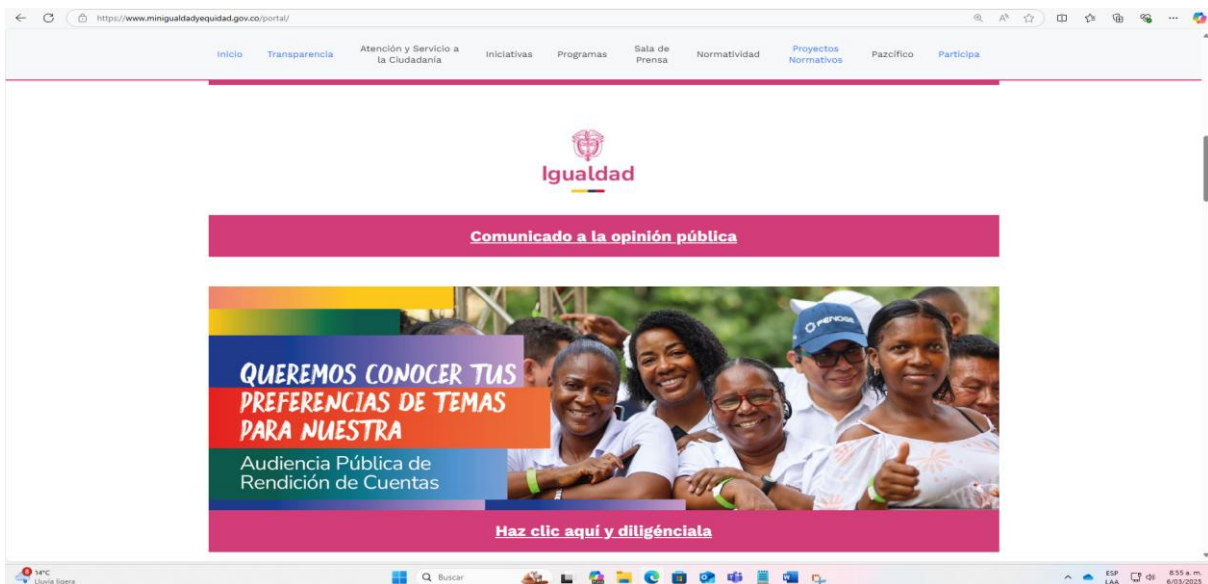 https://www.minigualdadyequidad.gov.co/portal/
Inicio
Transparencia
Atención y Servicio a
la Ciudadanía
Iniciativas
Programas
Sala de
Prensa
Normatividad
Proyectos
Normativos
Pazcífico
Participa
Igualdad
Comunicado a la opinión pública
QUEREMOS CONOCER TUS
PREFERENCIAS DE TEMAS
PARA NUESTRA
Audiencia Pública de
Rendición de Cuentas
FENOGE
Haz clic aquí y diligénciala
14°C
Lluvia ligera
Buscar
ESP
LAA
8:55 a. m.
6/03/2025